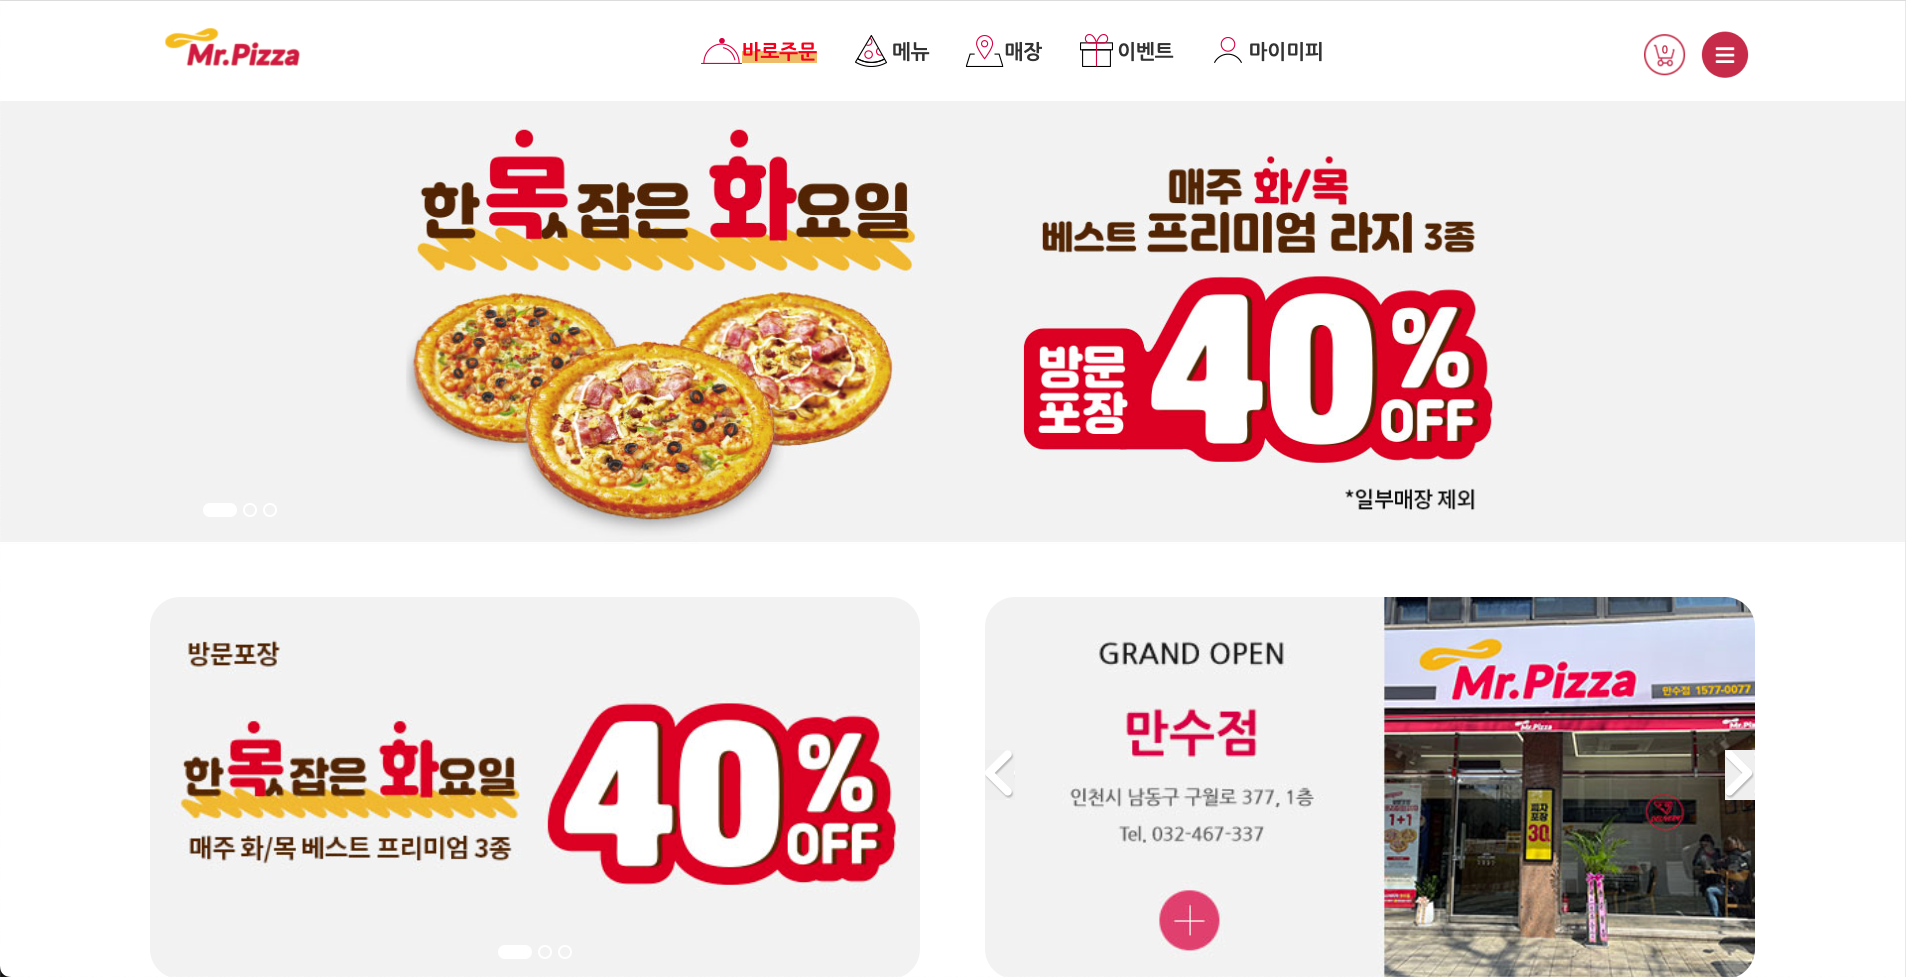 Mr.Pizza
바로주문
메뉴
매장
이벤트
마이미피
0
한 목 잡은 화요일
매주 화/목
베스트 프리미엄 라지 3종
방문
포장
40%
OFF
*일부매장 제외
방문포장
한 목 잡은 화요일
매주 화/목 베스트 프리미엄 3종
40%
OFF
GRAND OPEN
만수점
인천시 남동구 구월로 377, 1층
Tel. 032-467-337
Mr.Pizza
만수점 1577-0077
Mr.Pizza
1+1
피자
포장
30